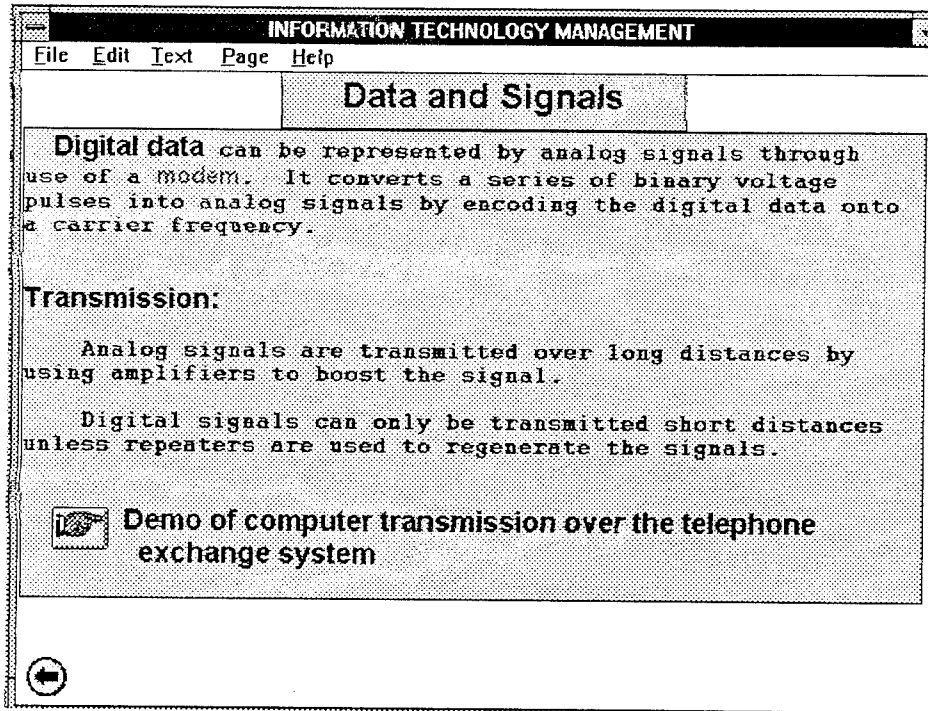 INFORMATION TECHNOLOGY MANAGEMENT
File Edit Text Page Help
Data and Signals
Digital data can be represented by analog signals through
use of a modem. It converts a series of binary voltage
pulses into analog signals by encoding the digital data onto
a carrier frequency.
Transmission:
Analog signals are transmitted over long distances by
using amplifiers to boost the signal.
Digital signals can only be transmitted short distances
unless repeaters are used to regenerate the signals.
Demo of computer transmission over the telephone
exchange system